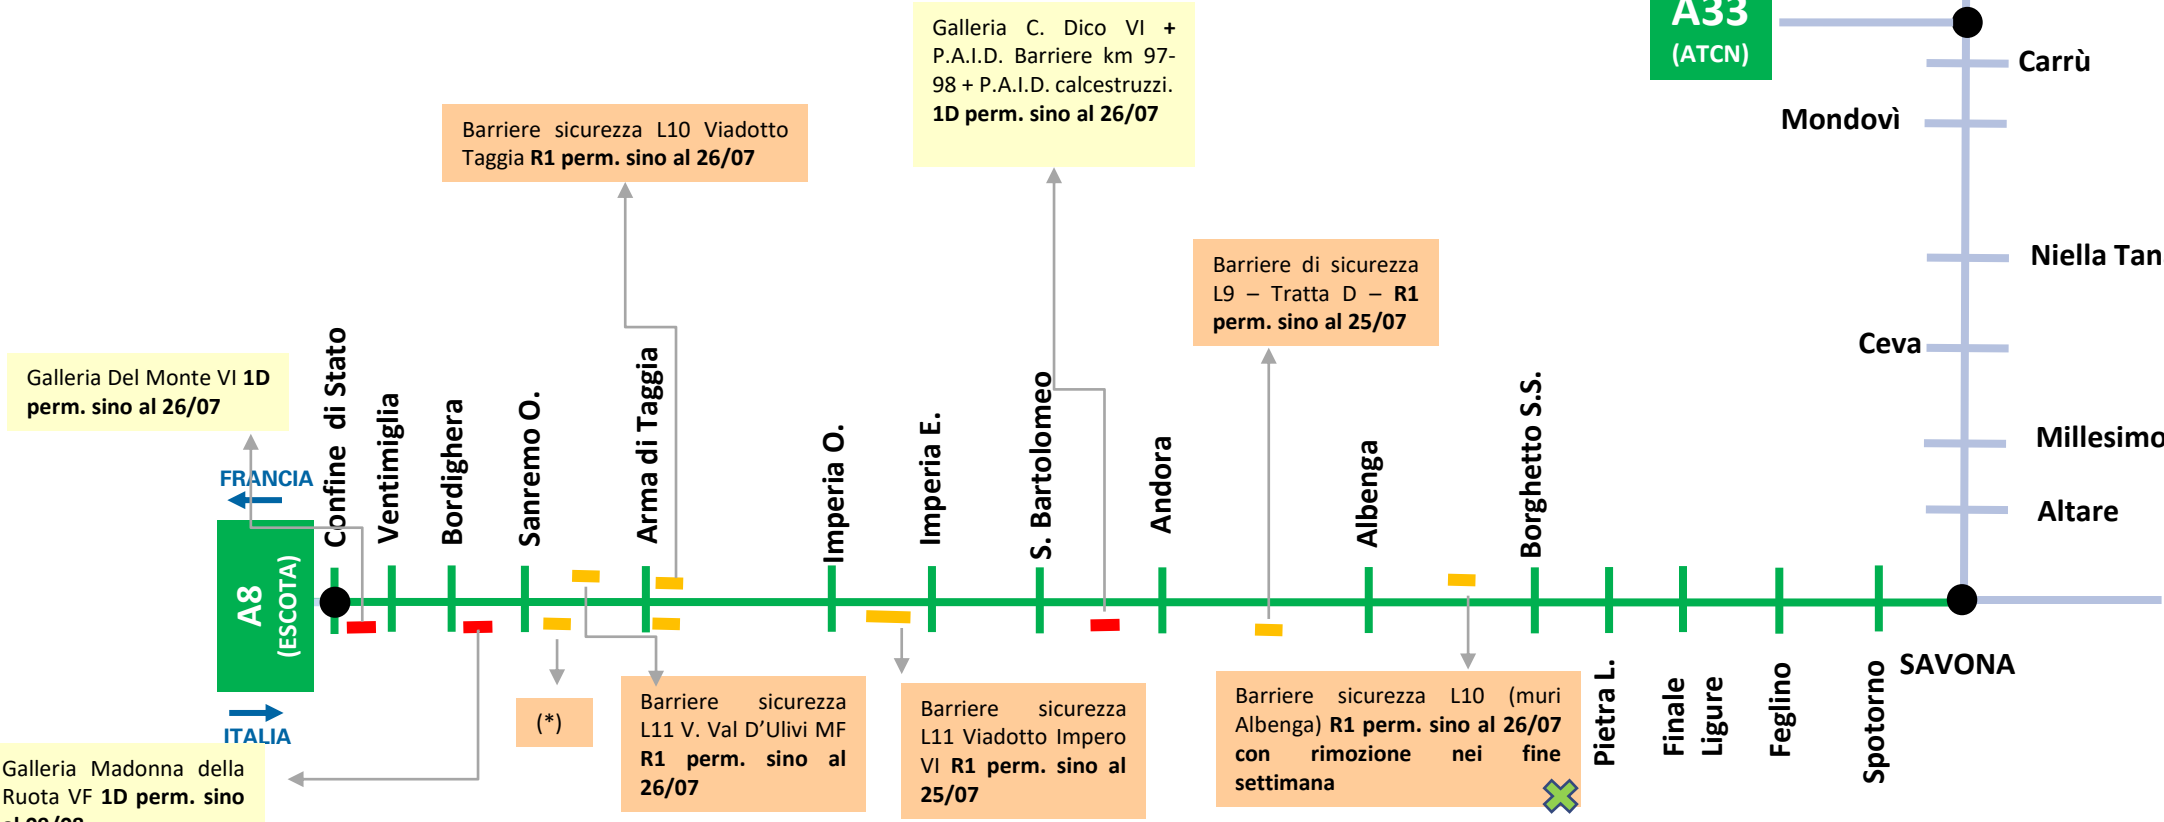 Galleria C. Dico VI +
P.A.I.D. Barriere km 97-
98 + P.A.I.D. calcestruzzi.
1D perm. sino al 26/07
A33
(ATCN)
Carrù
Mondovì
Niella Tan
Ceva
Millesimo
Altare
SAVONA
Barriere sicurezza L10 Viadotto
Taggia R1 perm. sino al 26/07
Barriere di sicurezza
L9 – Tratta D – R1
perm. sino al 25/07
Galleria Del Monte VI 1D
perm. sino al 26/07
FRANCIA
A8
(ESCOTA)
ITALIA
Confine di Stato
Ventimiglia
Bordighera
Sanremo O.
Arma di Taggia
Imperia O.
Imperia E.
S. Bartolomeo
Andora
Albenga
Borghetto S.S.
Pietra L.
Finale
Ligure
Feglino
Spotorno
Galleria Madonna della
Ruota VF 1D perm. sino
(*)
Barriere sicurezza
L11 V. Val D'Ulivi MF
R1 perm. sino al
26/07
Barriere sicurezza
L11 Viadotto Impero
VI R1 perm. sino al
25/07
Barriere sicurezza L10 (muri
Albenga) R1 perm. sino al 26/07
con rimozione nei fine
settimana